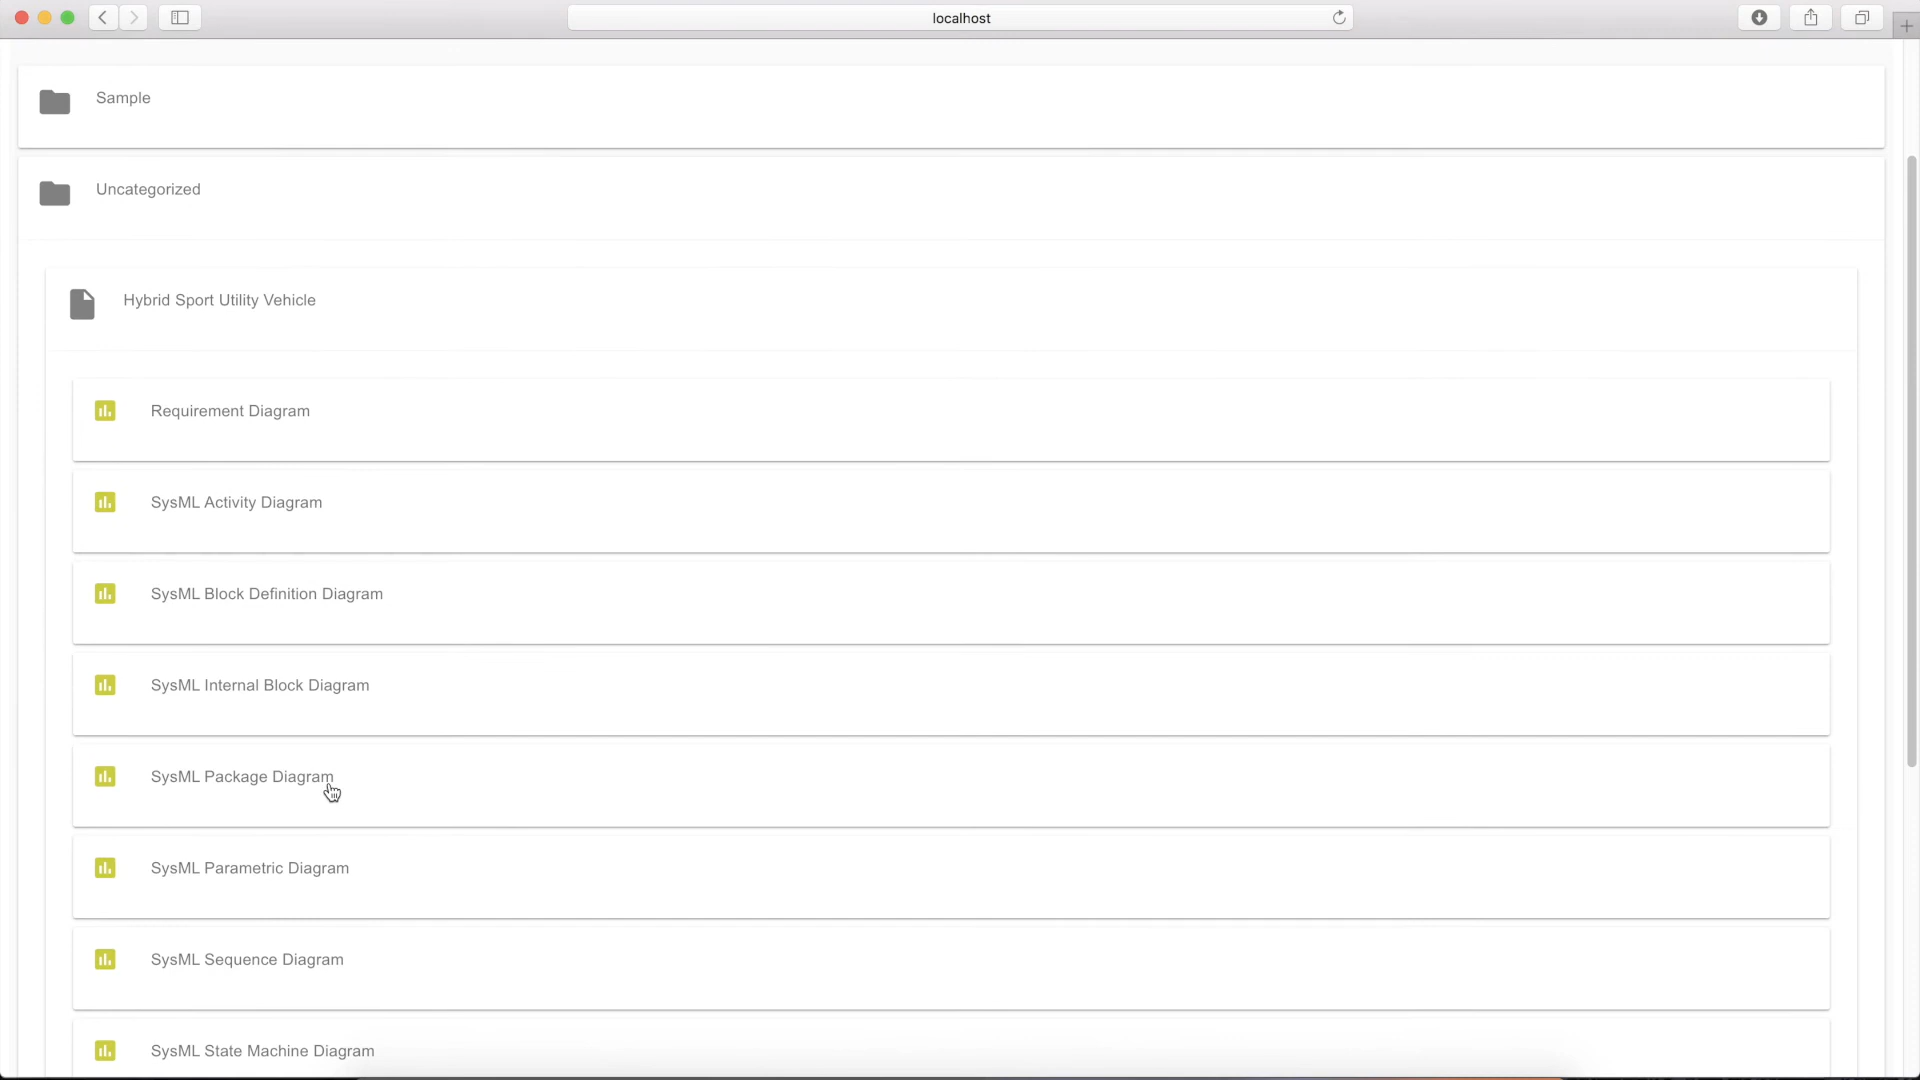 localhost
Sample
Uncategorized
Hybrid Sport Utility Vehicle
Requirement Diagram
SysML Activity Diagram
SysML Block Definition Diagram
SysML Internal Block Diagram
SysML Package Diagram
SysML Parametric Diagram
SysML Sequence Diagram
SysML State Machine Diagram